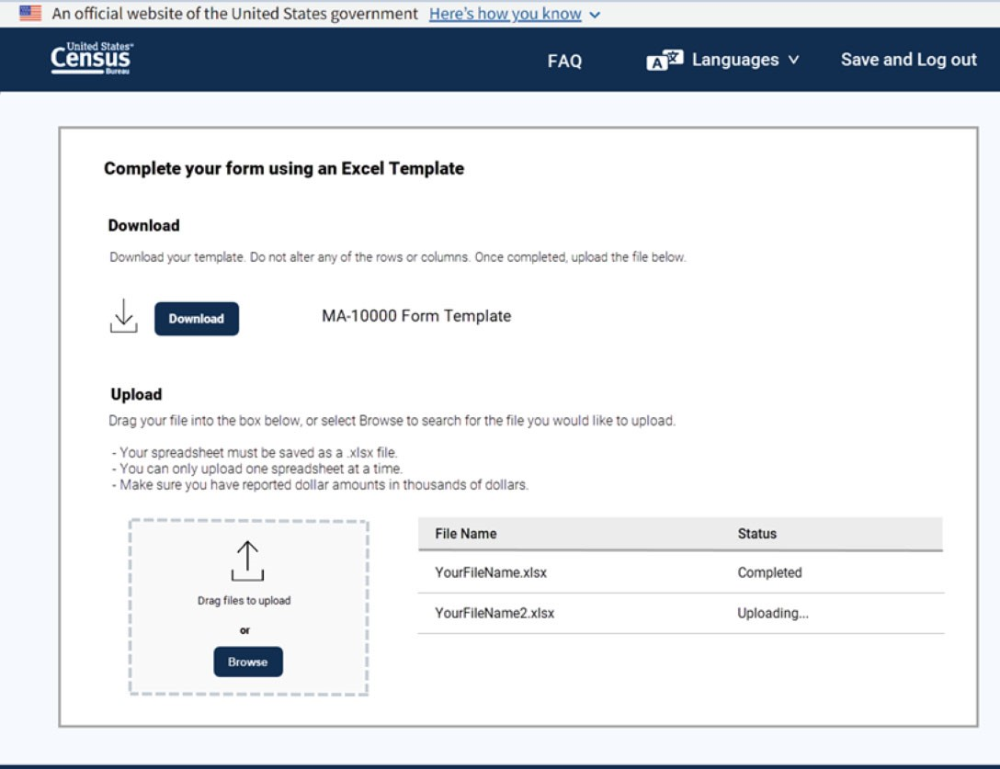 An official website of the United States government Here's how you know
United States®
Census
Bureau
FAQ
A文 Languages
Save and Log out
Complete your form using an Excel Template
Download
Download your template. Do not alter any of the rows or columns. Once completed, upload the file below.
Download
MA-10000 Form Template
Upload
Drag your file into the box below, or select Browse to search for the file you would like to upload.
- Your spreadsheet must be saved as a .xlsx file.
- You can only upload one spreadsheet at a time.
- Make sure you have reported dollar amounts in thousands of dollars.
Drag files to upload
or
Browse
File Name Status
YourFileName.xlsx Completed
YourFileName2.xlsx Uploading...